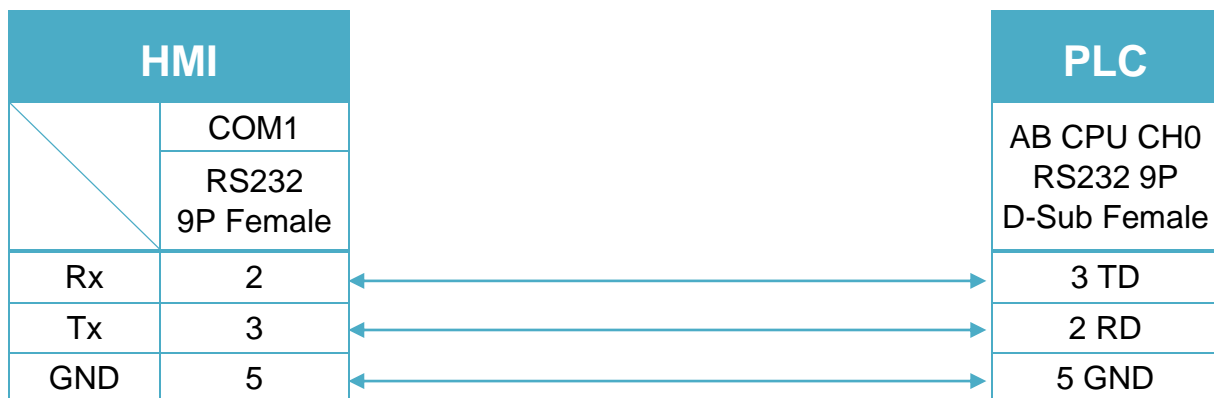 HMI
PLC
COM1
RS232
9P Female
AB CPU CH0
RS232 9P
D-Sub Female
Rx 2 3 TD
Tx 3 2 RD
GND 5 5 GND